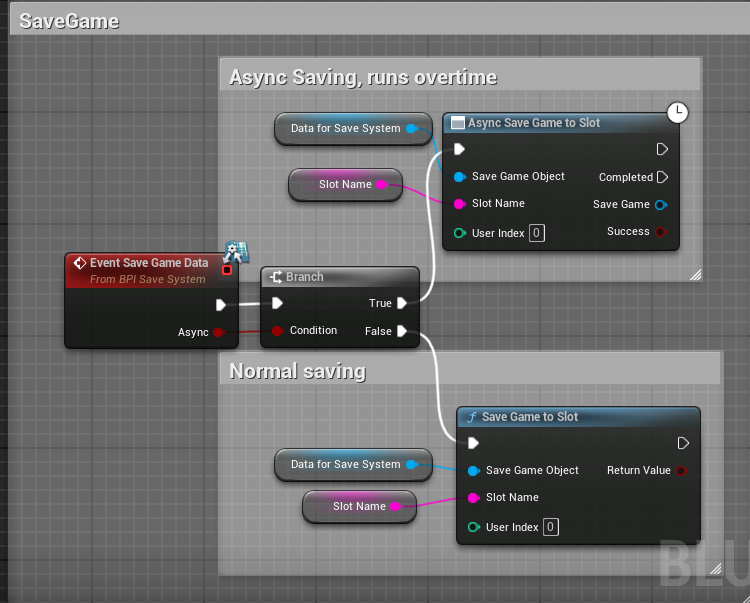 SaveGame
Async Saving, runs overtime
Data for Save System
Async Save Game to Slot
Slot Name
Save Game Object
Completed
Slot Name
Save Game
User Index 0
Success
Event Save Game Data
From BPI Save System
Async
Branch
True
Condition
False
Normal saving
Save Game to Slot
Data for Save System
Save Game Object
Return Value
Slot Name
Slot Name
User Index 0
BLU